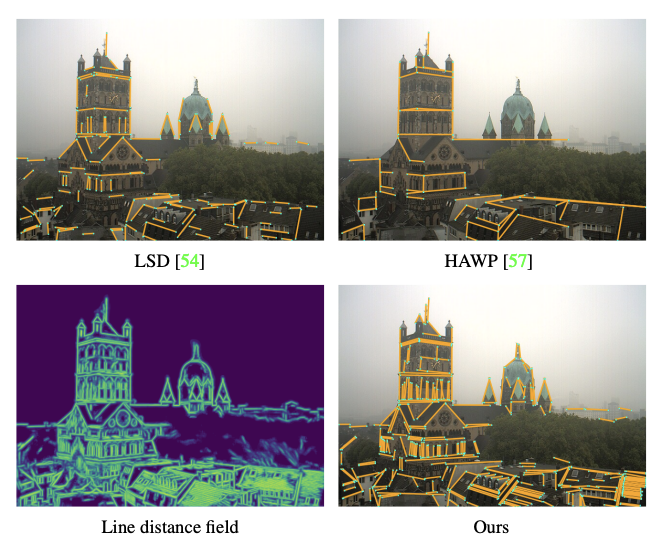 LSD [54]
HAWP [57]
Line distance field
Ours